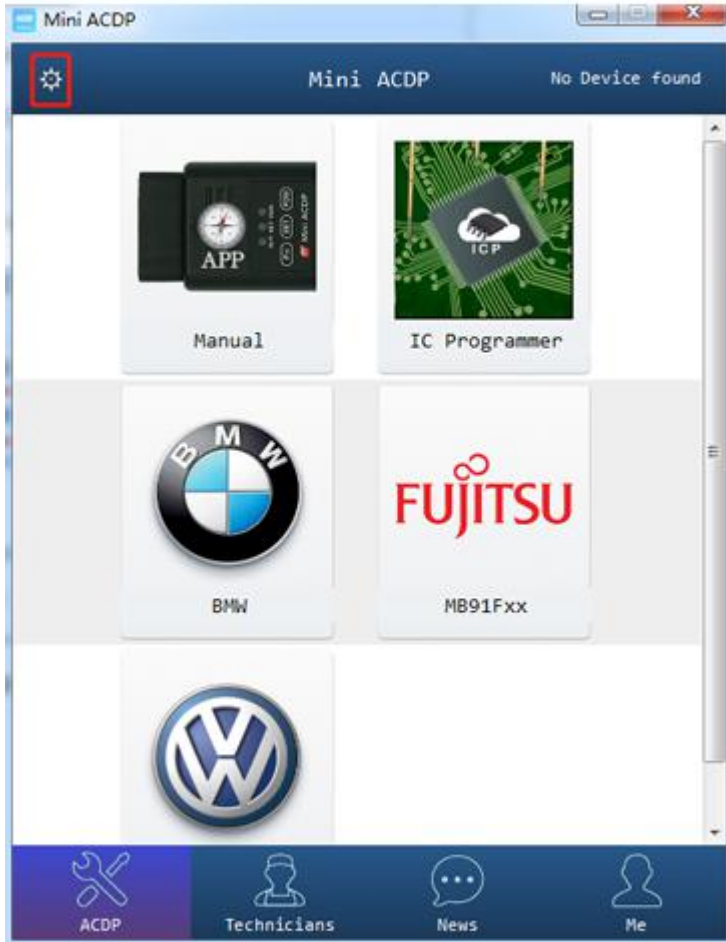 Mini ACDP
Mini ACDP
No Device found
APP
Mini ACDP
ICP
Manual
IC Programmer
BMW
FUJITSU
BMW
MB91Fxx
ACDP
Technicians
News
Me